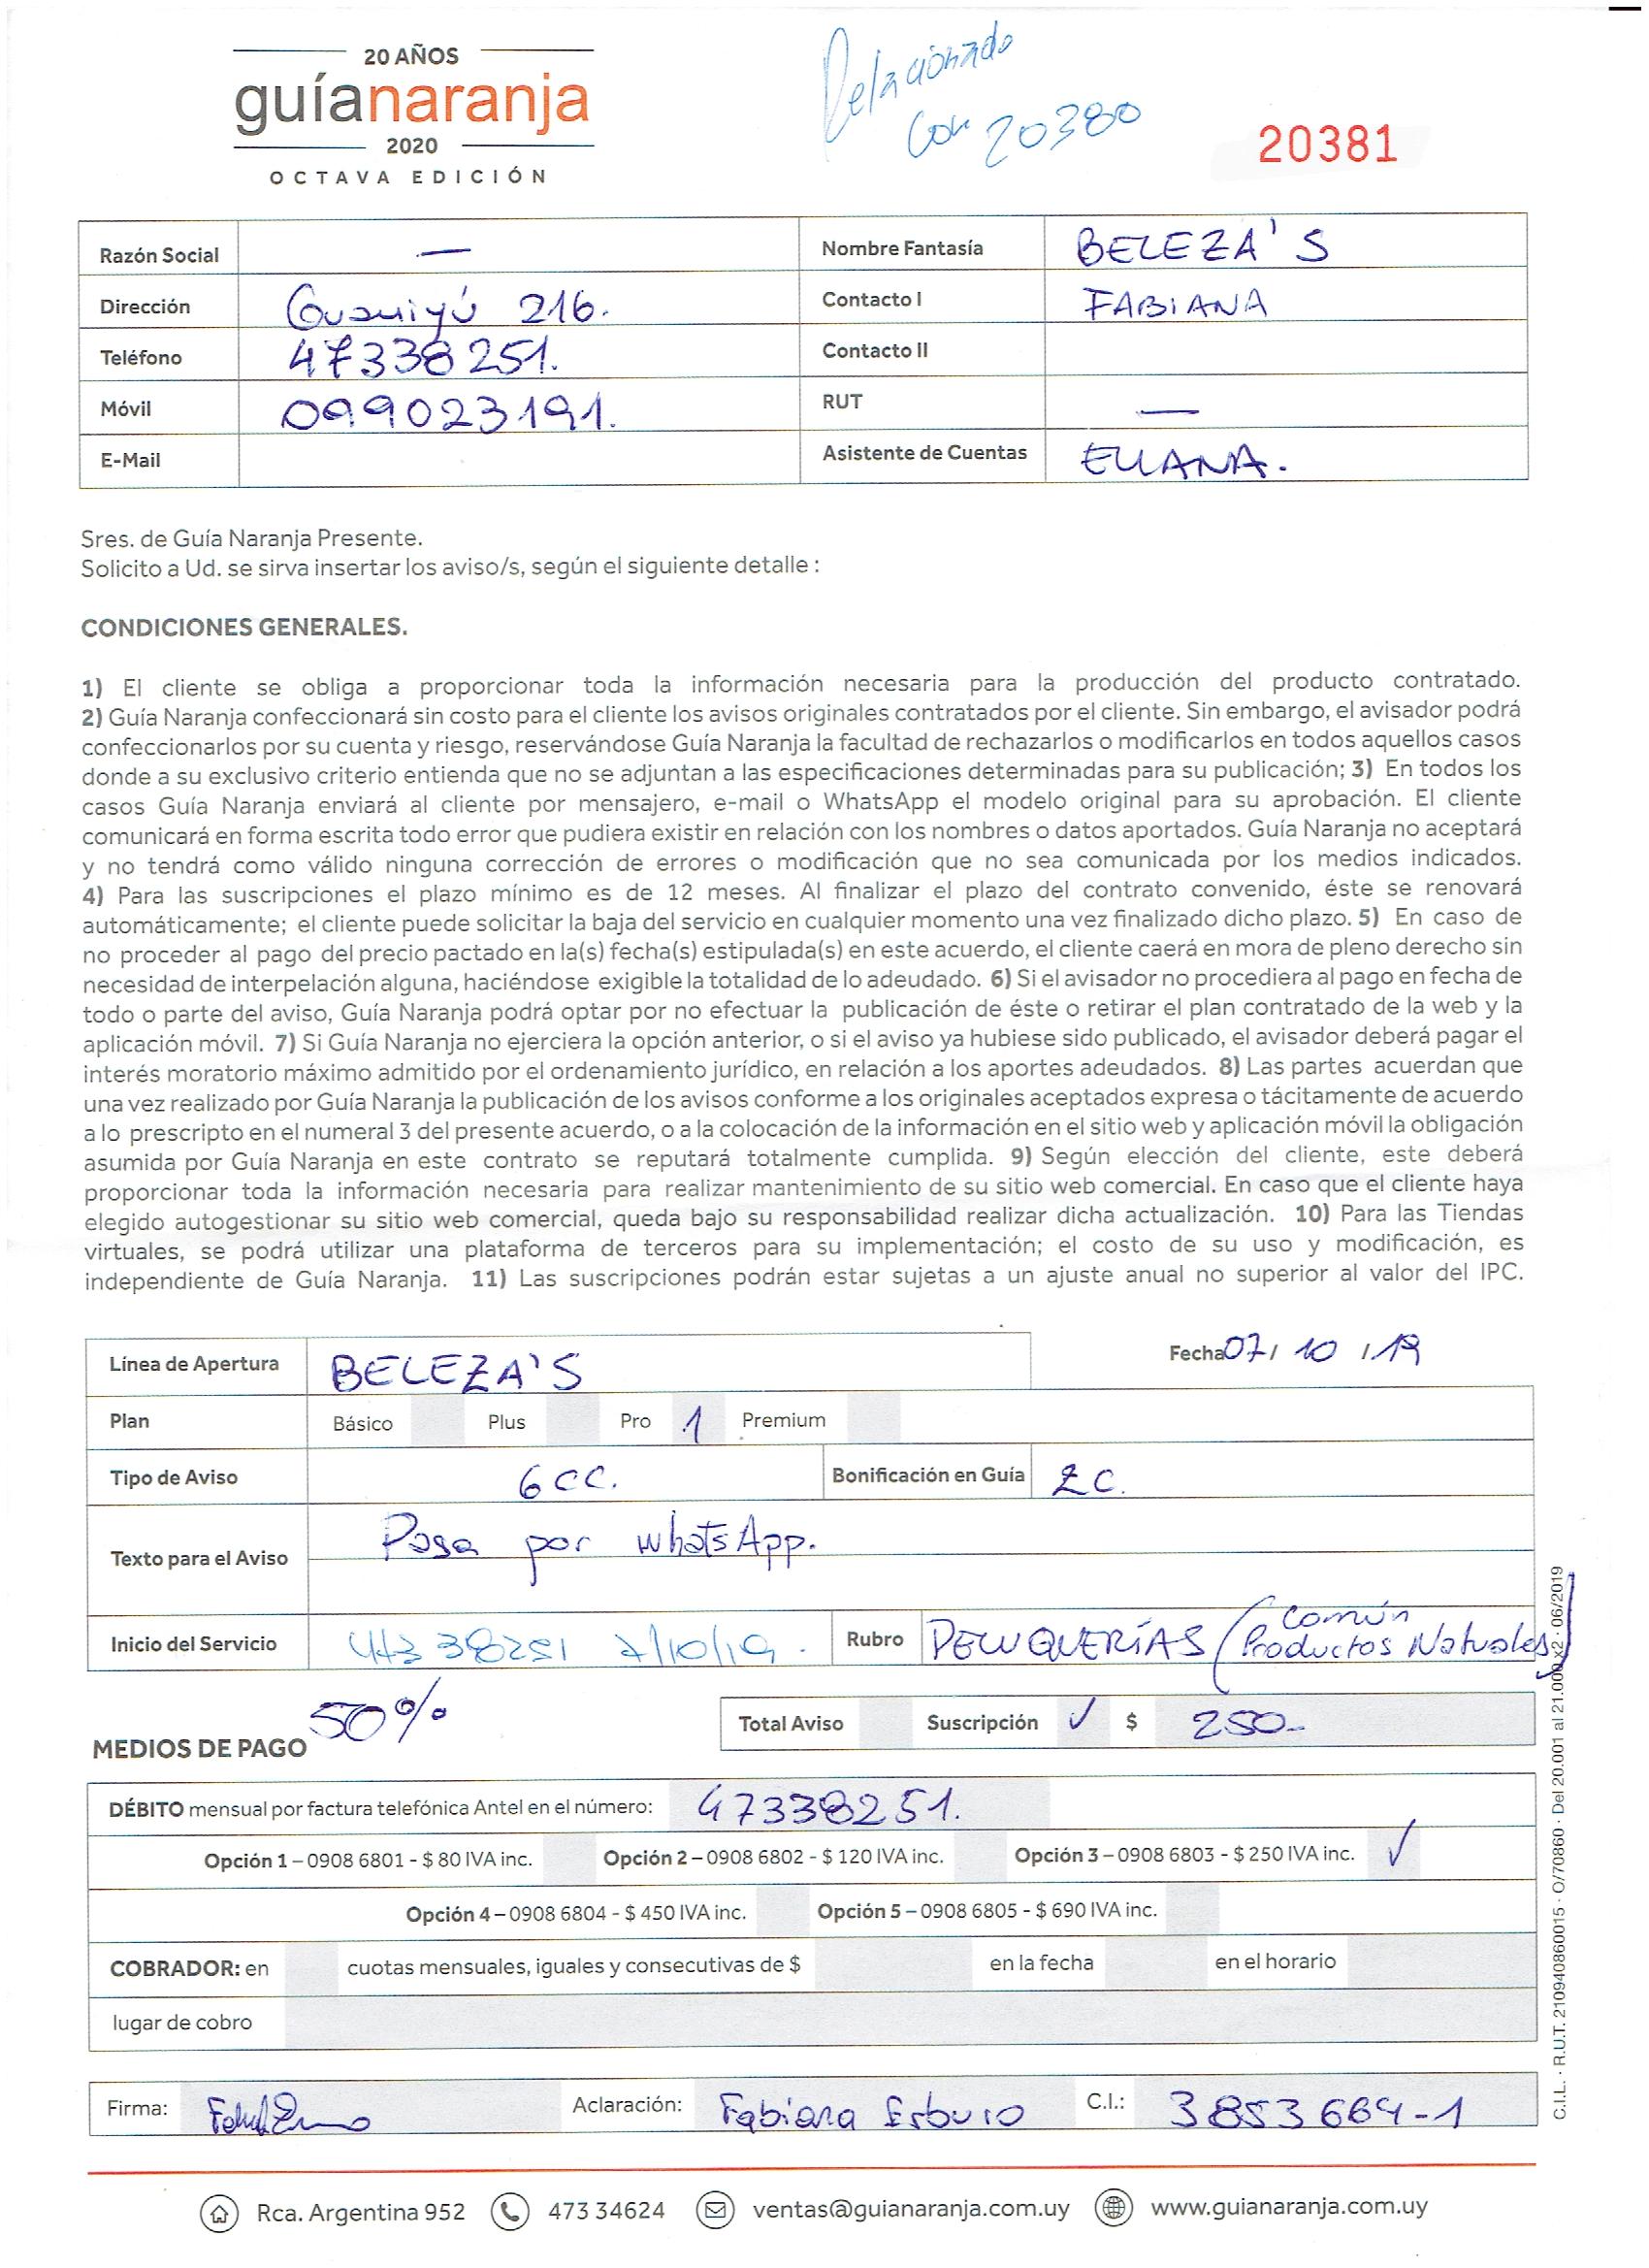 20 AÑOS
guíanaranja
2020
OCTAVA EDICIÓN
Relacionado
con 20380
20381
Razón Social —
Nombre Fantasía BELEZA'S
Dirección 216.
Contacto I FABIANA
Teléfono 47338251.
Contacto II
Móvil 099023191.
RUT —
E-Mail
Asistente de Cuentas ELIANA.
Sres. de Guía Naranja Presente.
Solicito a Ud. se sirva insertar los aviso/s, según el siguiente detalle :
CONDICIONES GENERALES.
1) El cliente se obliga a proporcionar toda la información necesaria para la producción del producto contratado.
2) Guía Naranja confeccionará sin costo para el cliente los avisos originales contratados por el cliente. Sin embargo, el avisador podrá
confeccionarlos por su cuenta y riesgo, reservándose Guía Naranja la facultad de rechazarlos o modificarlos en todos aquellos casos
donde a su exclusivo criterio entienda que no se adjuntan a las especificaciones determinadas para su publicación; 3) En todos los
casos Guía Naranja enviará al cliente por mensajero, e-mail o WhatsApp el modelo original para su aprobación. El cliente
comunicará en forma escrita todo error que pudiera existir en relación con los nombres o datos aportados. Guía Naranja no aceptará
y no tendrá como válido ninguna corrección de errores o modificación que no sea comunicada por los medios indicados.
4) Para las suscripciones el plazo mínimo es de 12 meses. Al finalizar el plazo del contrato convenido, éste se renovará
automáticamente; el cliente puede solicitar la baja del servicio en cualquier momento una vez finalizado dicho plazo. 5) En caso de
no proceder al pago del precio pactado en la(s) fecha(s) estipulada(s) en este acuerdo, el cliente caerá en mora de pleno derecho sin
necesidad de interpelación alguna, haciéndose exigible la totalidad de lo adeudado. 6) Si el avisador no procediera al pago en fecha de
todo o parte del aviso, Guía Naranja podrá optar por no efectuar la publicación de éste o retirar el plan contratado de la web y la
aplicación móvil. 7) Si Guía Naranja no ejerciera la opción anterior, o si el aviso ya hubiese sido publicado, el avisador deberá pagar el
interés moratorio máximo admitido por el ordenamiento jurídico, en relación a los aportes adeudados. 8) Las partes acuerdan que
una vez realizado por Guía Naranja la publicación de los avisos conforme a los originales aceptados expresa o tácitamente de acuerdo
a lo prescripto en el numeral 3 del presente acuerdo, o a la colocación de la información en el sitio web y aplicación móvil la obligación
asumida por Guía Naranja en este contrato se reputará totalmente cumplida. 9) Según elección del cliente, este deberá
proporcionar toda la información necesaria para realizar mantenimiento de su sitio web comercial. En caso que el cliente haya
elegido autogestionar su sitio web comercial, queda bajo su responsabilidad realizar dicha actualización. 10) Para las Tiendas
virtuales, se podrá utilizar una plataforma de terceros para su implementación; el costo de su uso y modificación, es
independiente de Guía Naranja. 11) Las suscripciones podrán estar sujetas a un ajuste anual no superior al valor del IPC.
Línea de Apertura BELEZA'S
Fecha 07/ 10 /19
Plan Básico Plus Pro 1 Premium
Tipo de Aviso 6 CC. Bonificación en Guía 2C.
Texto para el Aviso Pasa por whatsApp.
Inicio del Servicio 47338251 7/10/19. Rubro PELUQUERÍAS (Común
Productos Naturales)
50%
Total Aviso Suscripción ✓ $ 250-
MEDIOS DE PAGO
DÉBITO mensual por factura telefónica Antel en el número: 47338251.
Opción 1 – 0908 6801 - $ 80 IVA inc. Opción 2 – 0908 6802 - $ 120 IVA inc. Opción 3 – 0908 6803 - $ 250 IVA inc. ✓
Opción 4 – 0908 6804 - $ 450 IVA inc. Opción 5 – 0908 6805 - $ 690 IVA inc.
COBRADOR: en cuotas mensuales, iguales y consecutivas de $ en la fecha en el horario
lugar de cobro
Firma: Aclaración: Fabiana C.I.: 3853664-1
C.I.L. · R.U.T. 210940860015 · O/70860 · Del 20.001 al 21.000 x2 · 06/2019
Rca. Argentina 952 473 34624 ventas@guianaranja.com.uy www.guianaranja.com.uy